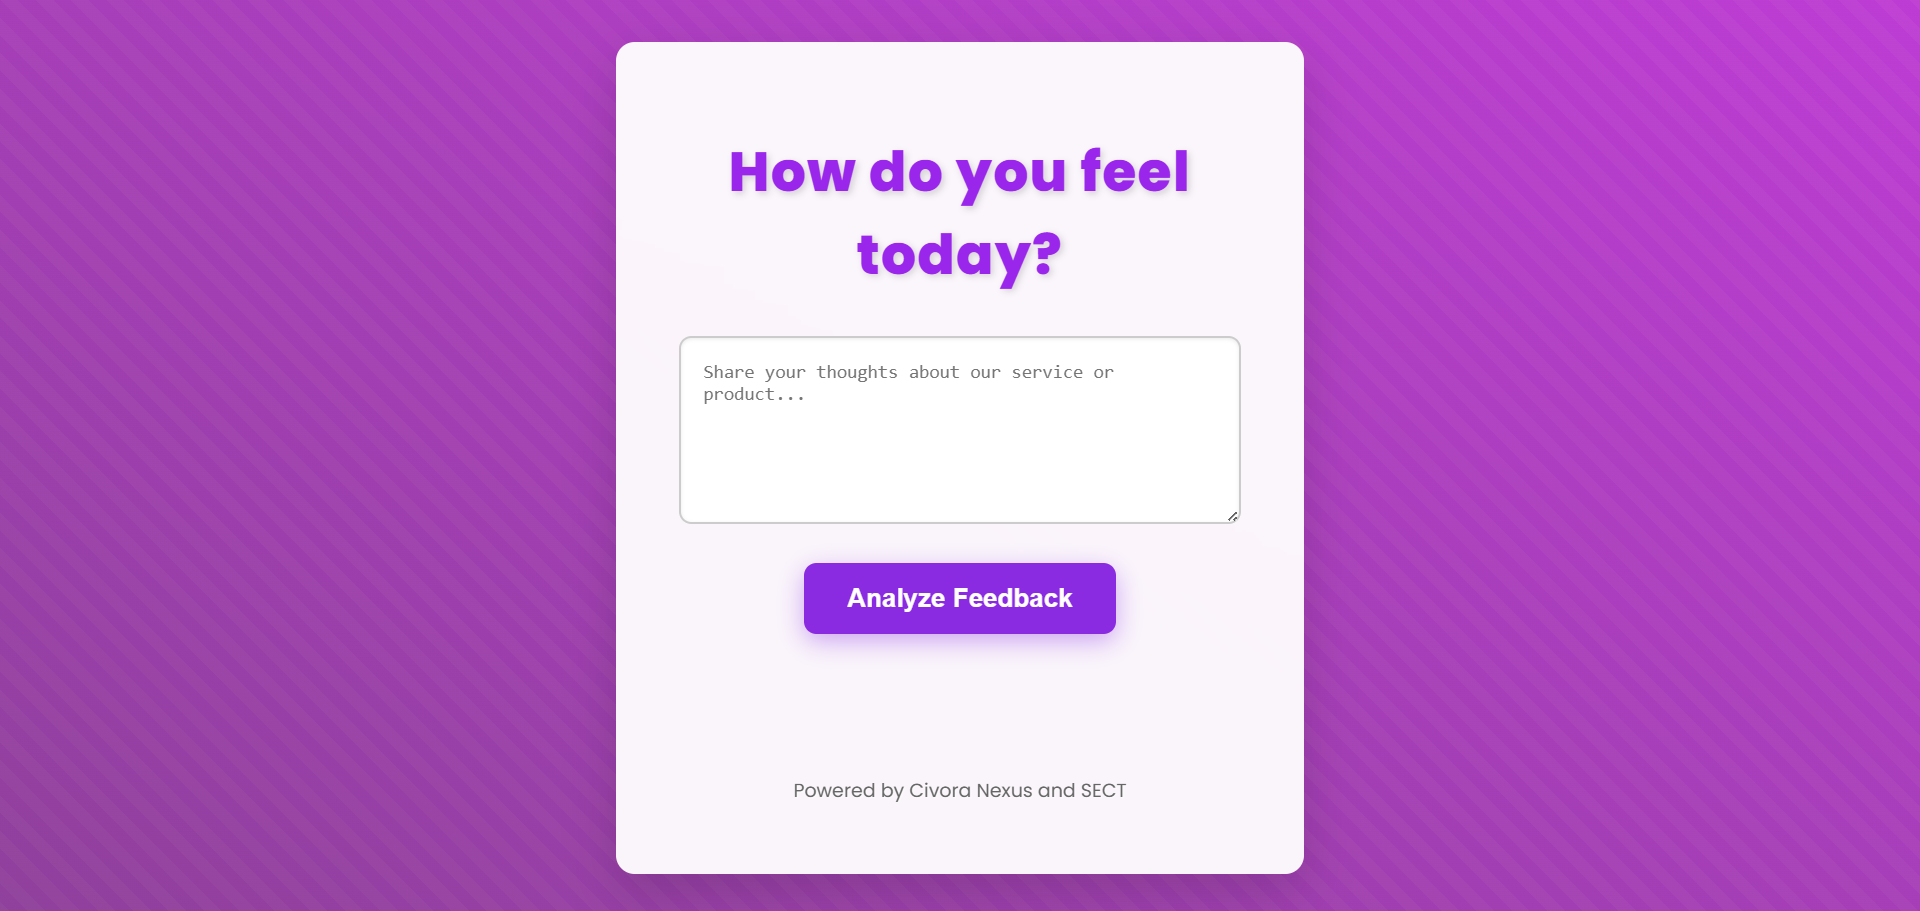 How do you feel
today?
Share your thoughts about our service or
product...
Analyze Feedback
Powered by Civora Nexus and SECT